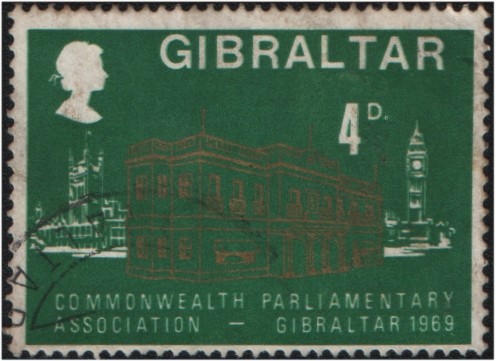 GIBRALTAR
4D.
COMMONWEALTH PARLIAMENTARY
ASSOCIATION – GIBRALTAR 1969